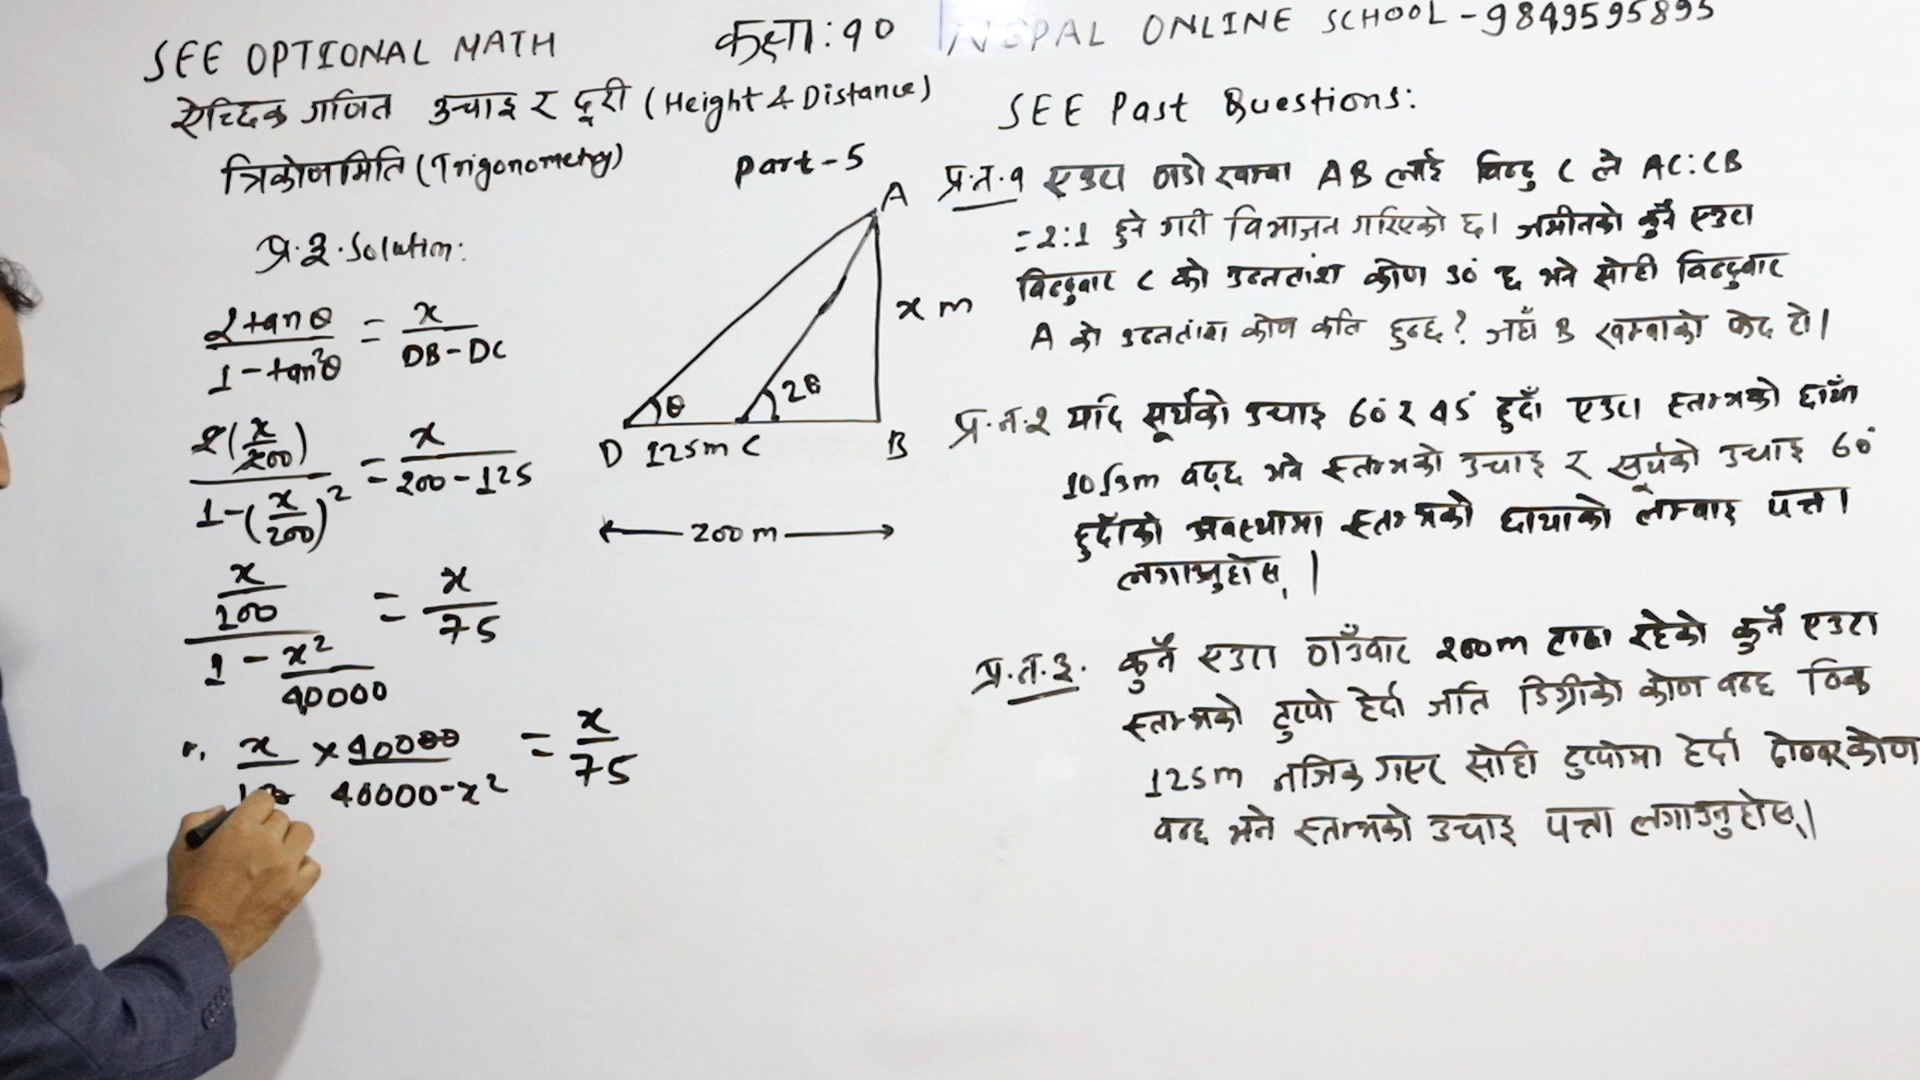 SEE OPTIONAL MATH कक्षा: १० NEPAL ONLINE SCHOOL - 9849595895
ऐच्छिक गणित उचाइ र दूरी (Height & Distance)
त्रिकोणमिति (Trigonometry) Part-5
प्र.३. Solution:
2tanθ / 1-tan²θ = x / DB-DC
2(x/200) / 1-(x/200)² = x / 200-125
x/200 / 1 - x²/40000 = x/75
x × 40000 / 40000-x² = x/75
A
x m
θ 2θ
D 125m C B
200m
SEE Past Questions:
प्र.न.१ एउटा ठाडो खम्बा AB लाई बिन्दु C ले AC:CB
=2:1 हुने गरी विभाजन गरिएको छ। जमीनको कुनै एउटा
बिन्दुबाट C को उन्नतांश कोण 30° छ भने सोही बिन्दुबाट
A को उन्नतांश कोण कति हुन्छ? जहाँ B खम्बाको फेद हो।
प्र.न.२ यदि सूर्यको उचाइ 60° र 45° हुदाँ एउटा स्तम्भको छायाँ
10√3m बढ्छ भने स्तम्भको उचाइ र सूर्यको उचाइ 60°
हुदाँको अवस्थामा स्तम्भको छायाको लम्बाइ पत्ता
लगाउनुहोस् ।
प्र.न.३. कुनै एउटा ठाउँबाट 200m टाढा रहेको कुनै एउटा
स्तम्भको टुप्पो हेर्दा जति डिग्रीको कोण बन्छ ठिक
125m नजिक गएर सोहि टुप्पोमा हेर्दा दोब्बर कोण
बन्छ भने स्तम्भको उचाइ पत्ता लगाउनुहोस्।